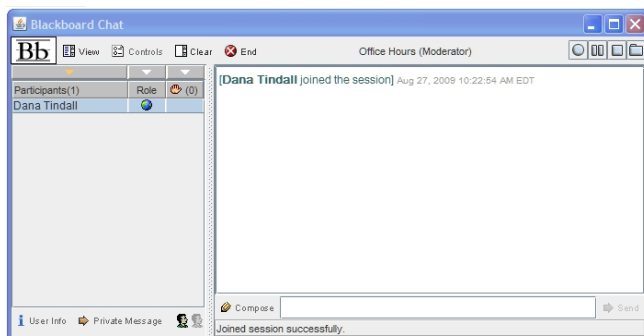 Blackboard Chat
Bb View Controls Clear End Office Hours (Moderator)
Participants(1) Role (0)
Dana Tindall
[Dana Tindall joined the session] Aug 27, 2009 10:22:54 AM EDT
User Info Private Message
Compose Send
Joined session successfully.